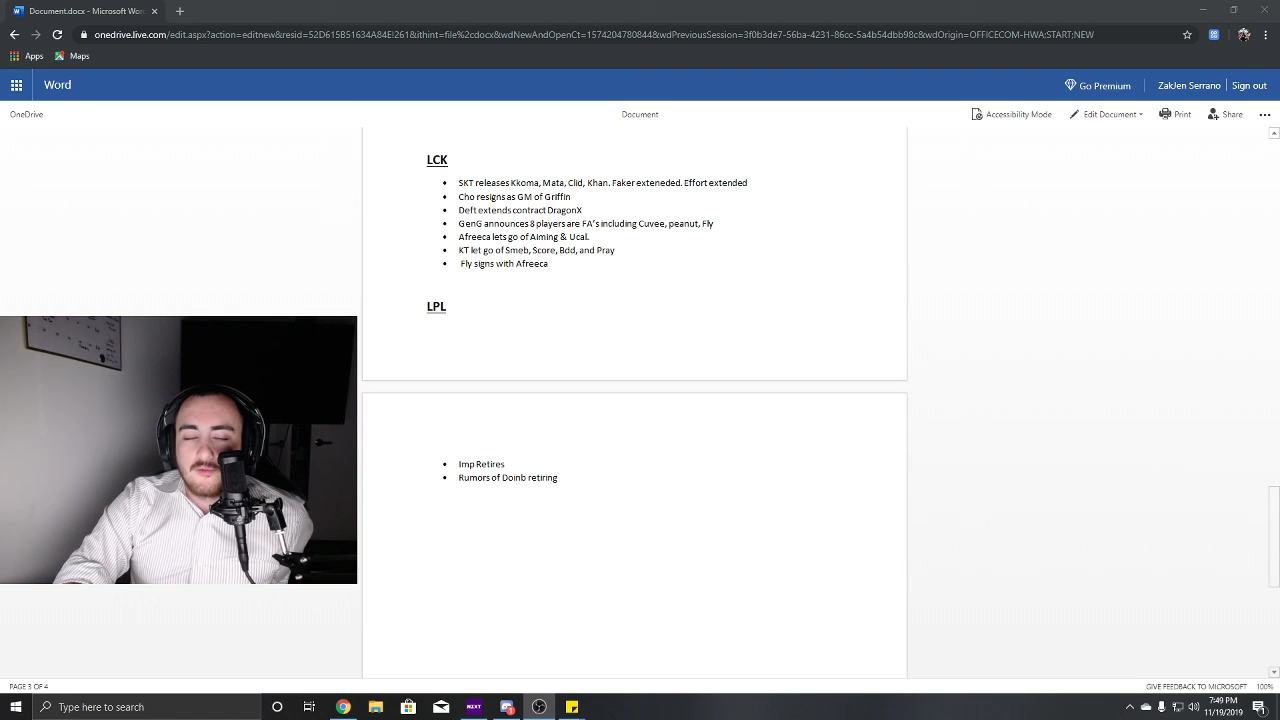 Document.docx - Microsoft Wor
onedrive.live.com/edit.aspx?action=editnew&resid=52D615B51634A84E!261&ithint=file%2cdocx&wdNewAndOpenCt=1574204780844&wdPreviousSession=3f0b3de7-56ba-4231-86cc-5a4b54dbb98c&wdOrigin=OFFICECOM-HWA;START;NEW
Apps Maps
Word Go Premium ZakJen Serrano Sign out
OneDrive Document Accessibility Mode Edit Document Print Share
LCK
• SKT releases Kkoma, Mata, Clid, Khan. Faker exteneded. Effort extended
• Cho resigns as GM of Griffin
• Deft extends contract DragonX
• GenG announces 8 players are FA's including Cuvee, peanut, Fly
• Afreeca lets go of Aiming & Ucal.
• KT let go of Smeb, Score, Bdd, and Pray
• Fly signs with Afreeca
LPL
• Imp Retires
• Rumors of Doinb retiring
PAGE 3 OF 4 GIVE FEEDBACK TO MICROSOFT 100%
Type here to search
7:49 PM
11/19/2019